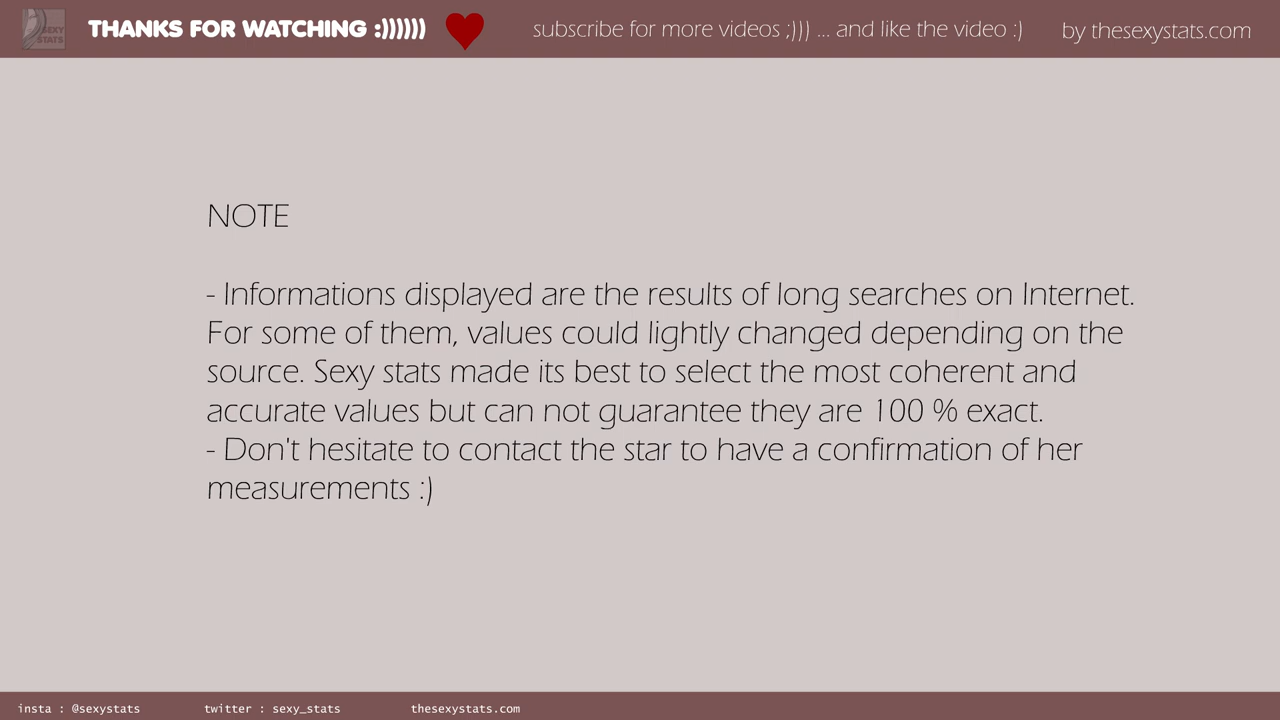 SEXY
STATS
THANKS FOR WATCHING :))))))
subscribe for more videos ;))) ... and like the video :)
by thesexystats.com
NOTE
- Informations displayed are the results of long searches on Internet.
For some of them, values could lightly changed depending on the
source. Sexy stats made its best to select the most coherent and
accurate values but can not guarantee they are 100 % exact.
- Don't hesitate to contact the star to have a confirmation of her
measurements :)
insta : @sexystats
twitter : sexy_stats
thesexystats.com